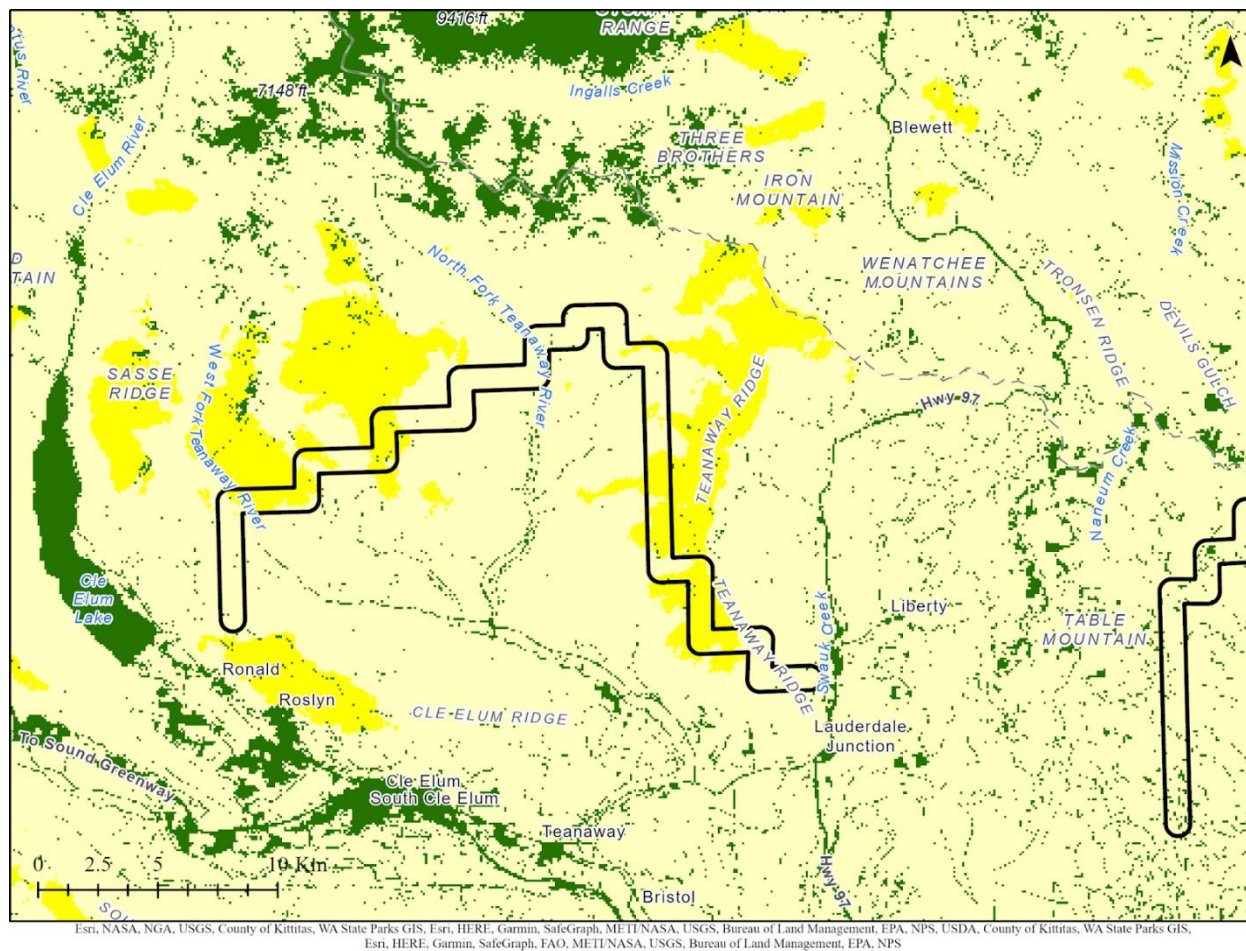 9416 ft
RANGE
7148 ft
Ingalls Creek
Cle Elum River
THREE
BROTHERS
Blewett
Mission Creek
IRON
MOUNTAIN
North Fork Teanaway River
WENATCHEE
MOUNTAINS
TRONSEN RIDGE
DEVILS GULCH
SASSE
RIDGE
West Fork Teanaway River
TEANAWAY RIDGE
Hwy 97
Naneum Creek
Cle
Elum
Lake
TEANAWAY RIDGE
Swauk Creek
Liberty
TABLE
MOUNTAIN
Ronald
Roslyn
CLE ELUM RIDGE
Lauderdale
Junction
To Sound Greenway
Cle Elum
South Cle Elum
Teanaway
Hwy 97
Bristol
0 2.5 5 10 Km
Esri, NASA, NGA, USGS, County of Kittitas, WA State Parks GIS, Esri, HERE, Garmin, SafeGraph, METI/NASA, USGS, Bureau of Land Management, EPA, NPS, USDA, County of Kittitas, WA State Parks GIS,
Esri, HERE, Garmin, SafeGraph, FAO, METI/NASA, USGS, Bureau of Land Management, EPA, NPS